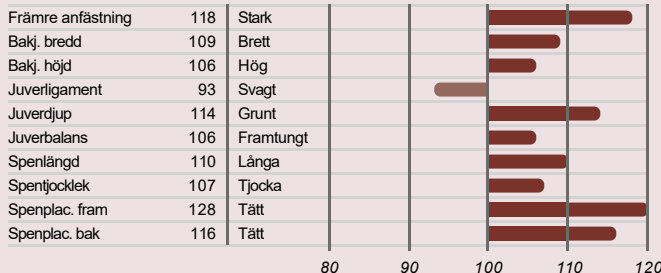 Främre anfästning 118 Stark
Bakj. bredd 109 Brett
Bakj. höjd 106 Hög
Juverligament 93 Svagt
Juverdjup 114 Grunt
Juverbalans 106 Framtungt
Spenlängd 110 Långa
Spentjocklek 107 Tjocka
Spenplac. fram 128 Tätt
Spenplac. bak 116 Tätt
80 90 100 110 120